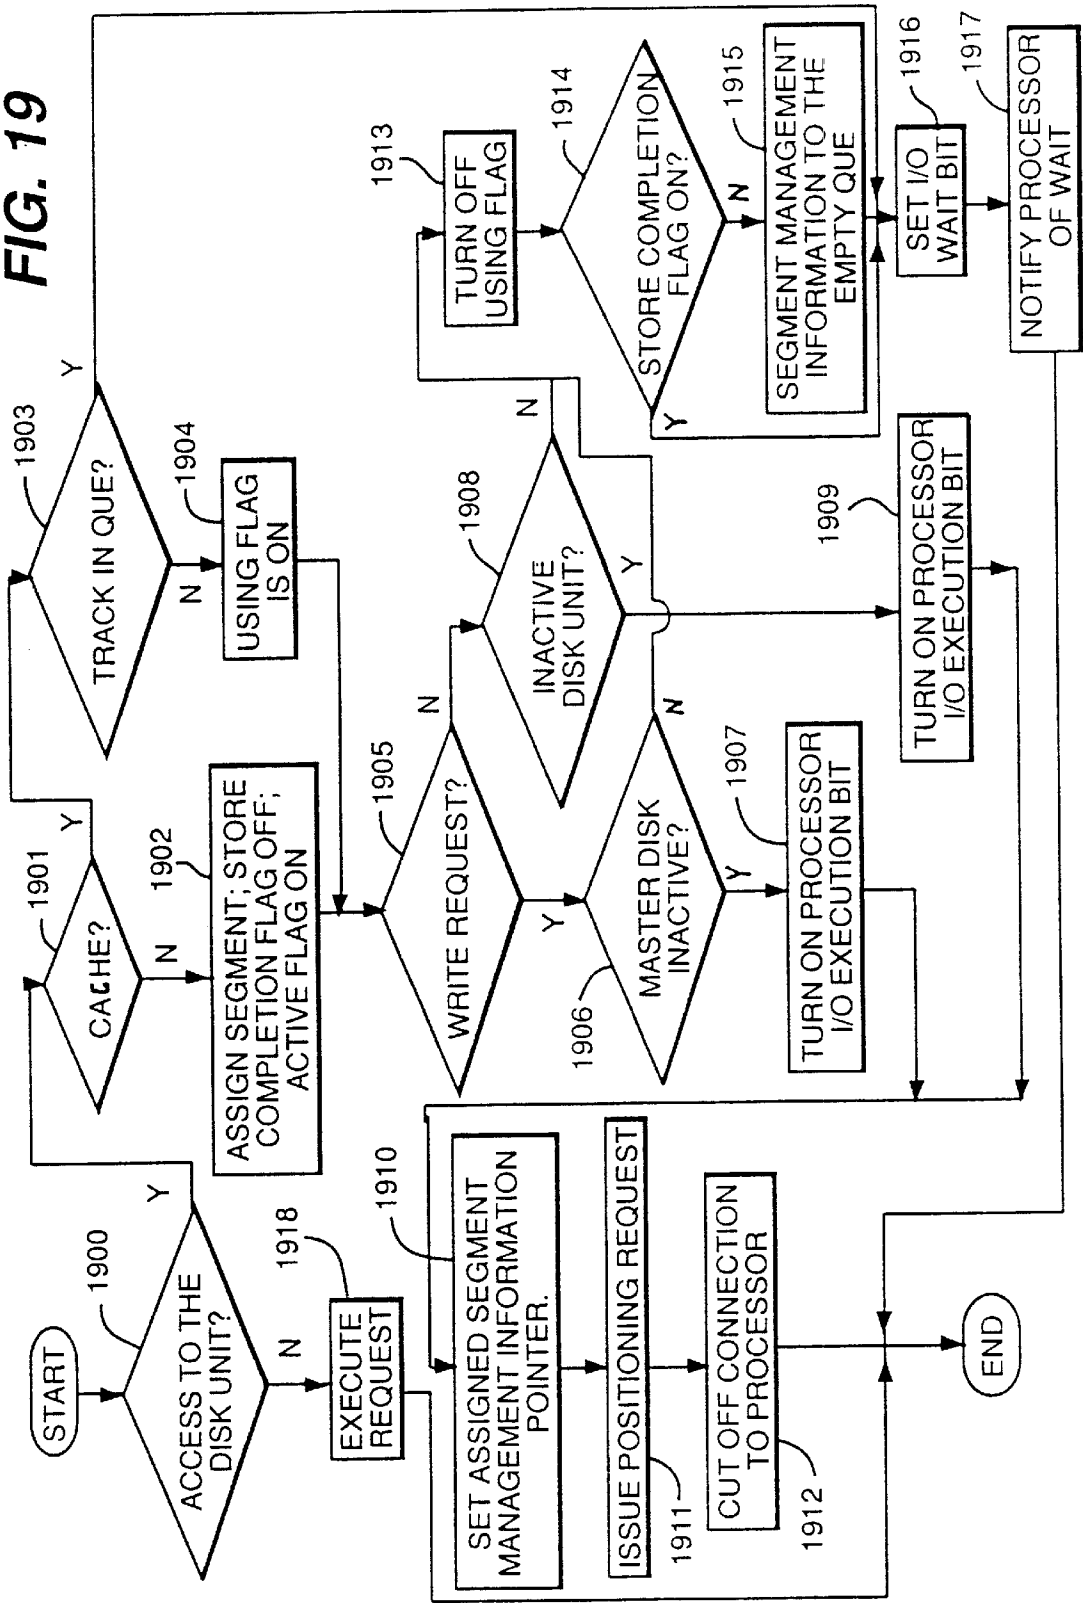 FIG. 19
START
1900
ACCESS TO THE
DISK UNIT?
Y
N
1918
EXECUTE
REQUEST
1901
CACHE?
Y
N
1902
ASSIGN SEGMENT; STORE
COMPLETION FLAG OFF;
ACTIVE FLAG ON
1903
TRACK IN QUE?
Y
N
1904
USING FLAG
IS ON
1905
WRITE REQUEST?
N
Y
1906
MASTER DISK
INACTIVE?
N
Y
1907
TURN ON PROCESSOR
I/O EXECUTION BIT
1908
INACTIVE
DISK UNIT?
N
Y
1909
TURN ON PROCESSOR
I/O EXECUTION BIT
1910
SET ASSIGNED SEGMENT
MANAGEMENT INFORMATION
POINTER.
ISSUE POSITIONING REQUEST
1911
CUT OFF CONNECTION
TO PROCESSOR
1912
END
1913
TURN OFF
USING FLAG
1914
STORE COMPLETION
FLAG ON?
Y
N
1915
SEGMENT MANAGEMENT
INFORMATION TO THE
EMPTY QUE
1916
SET I/O
WAIT BIT
1917
NOTIFY PROCESSOR
OF WAIT